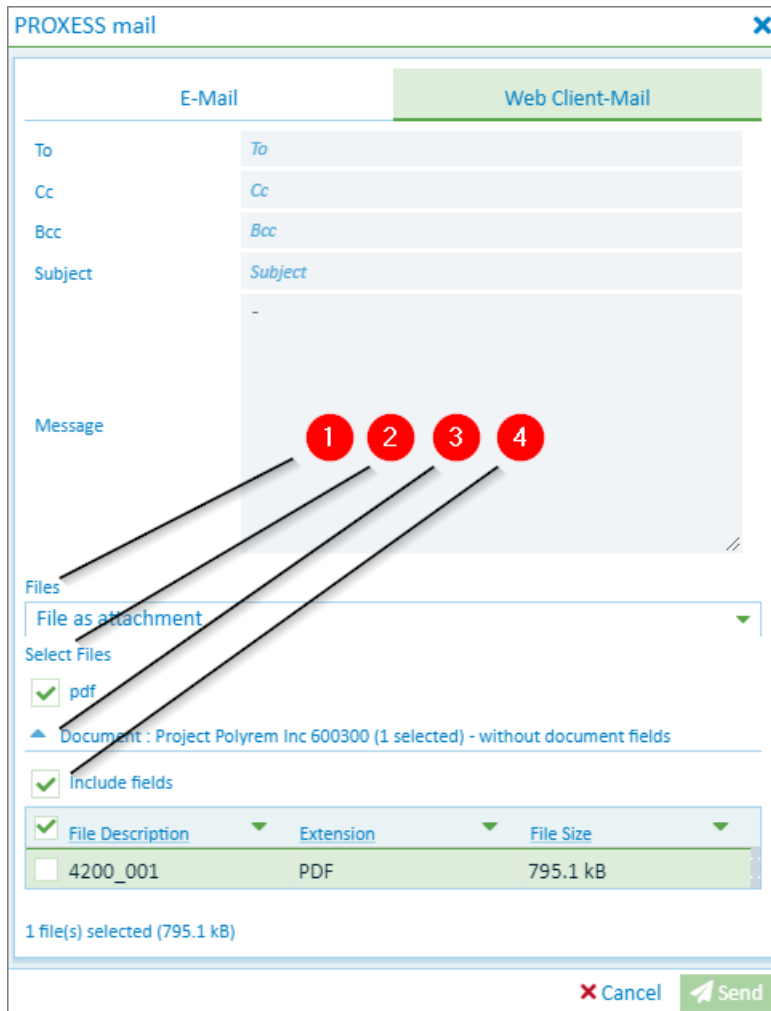 PROXESS mail
E-Mail Web Client-Mail
To To
Cc Cc
Bcc Bcc
Subject Subject
-
Message
1 2 3 4
Files
File as attachment
Select Files
pdf
Document : Project Polyrem Inc 600300 (1 selected) - without document fields
Include fields
File Description Extension File Size
4200_001 PDF 795.1 kB
1 file(s) selected (795.1 kB)
Cancel Send